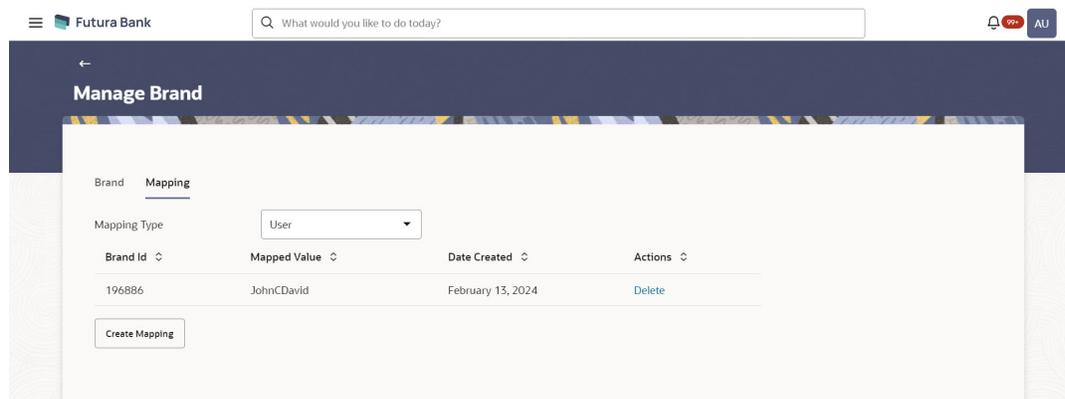 Futura Bank What would you like to do today? 99+ AU
Manage Brand
Brand Mapping
Mapping Type User
Brand Id Mapped Value Date Created Actions
196886 JohnCDavid February 13, 2024 Delete
Create Mapping